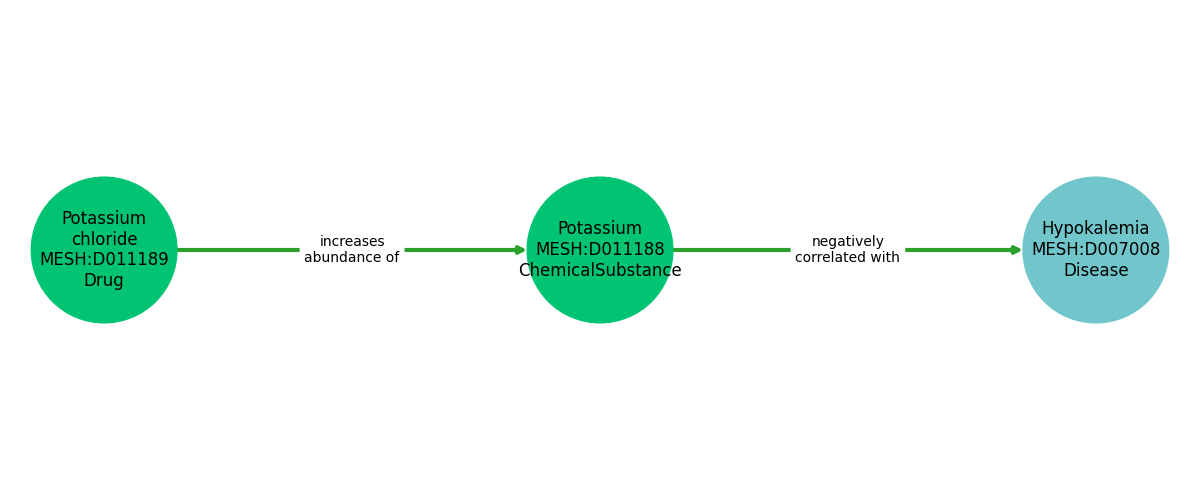 Potassium
chloride
MESH:D011189
Drug
increases
abundance of
Potassium
MESH:D011188
ChemicalSubstance
negatively
correlated with
Hypokalemia
MESH:D007008
Disease